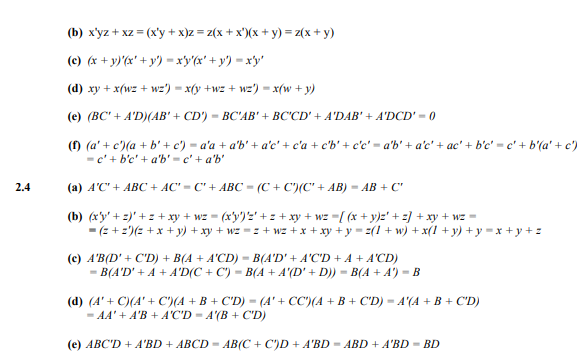 (b) x'yz + xz = (x'y + x)z = z(x + x')(x + y) = z(x + y)
(c) (x + y)'(x' + y') = x'y'(x' + y') = x'y'
(d) xy + x(wz + wz') = x(y +wz + wz') = x(w + y)
(e) (BC' + A'D)(AB' + CD') = BC'AB' + BC'CD' + A'DAB' + A'DCD' = 0
(f) (a' + c')(a + b' + c') = a'a + a'b' + a'c' + c'a + c'b' + c'c' = a'b' + a'c' + ac' + b'c' = c' + b'(a' + c')
= c' + b'c' + a'b' = c' + a'b'
2.4 (a) A'C' + ABC + AC' = C' + ABC = (C + C')(C' + AB) = AB + C'
(b) (x'y' + z)' + z + xy + wz = (x'y')'z' + z + xy + wz =[ (x + y)z' + z] + xy + wz =
= (z + z')(z + x + y) + xy + wz = z + wz + x + xy + y = z(1 + w) + x(1 + y) + y = x + y + z
(c) A'B(D' + C'D) + B(A + A'CD) = B(A'D' + A'C'D + A + A'CD)
= B(A'D' + A + A'D(C + C') = B(A + A'(D' + D)) = B(A + A') = B
(d) (A' + C)(A' + C')(A + B + C'D) = (A' + CC')(A + B + C'D) = A'(A + B + C'D)
= AA' + A'B + A'C'D = A'(B + C'D)
(e) ABC'D + A'BD + ABCD = AB(C + C')D + A'BD = ABD + A'BD = BD